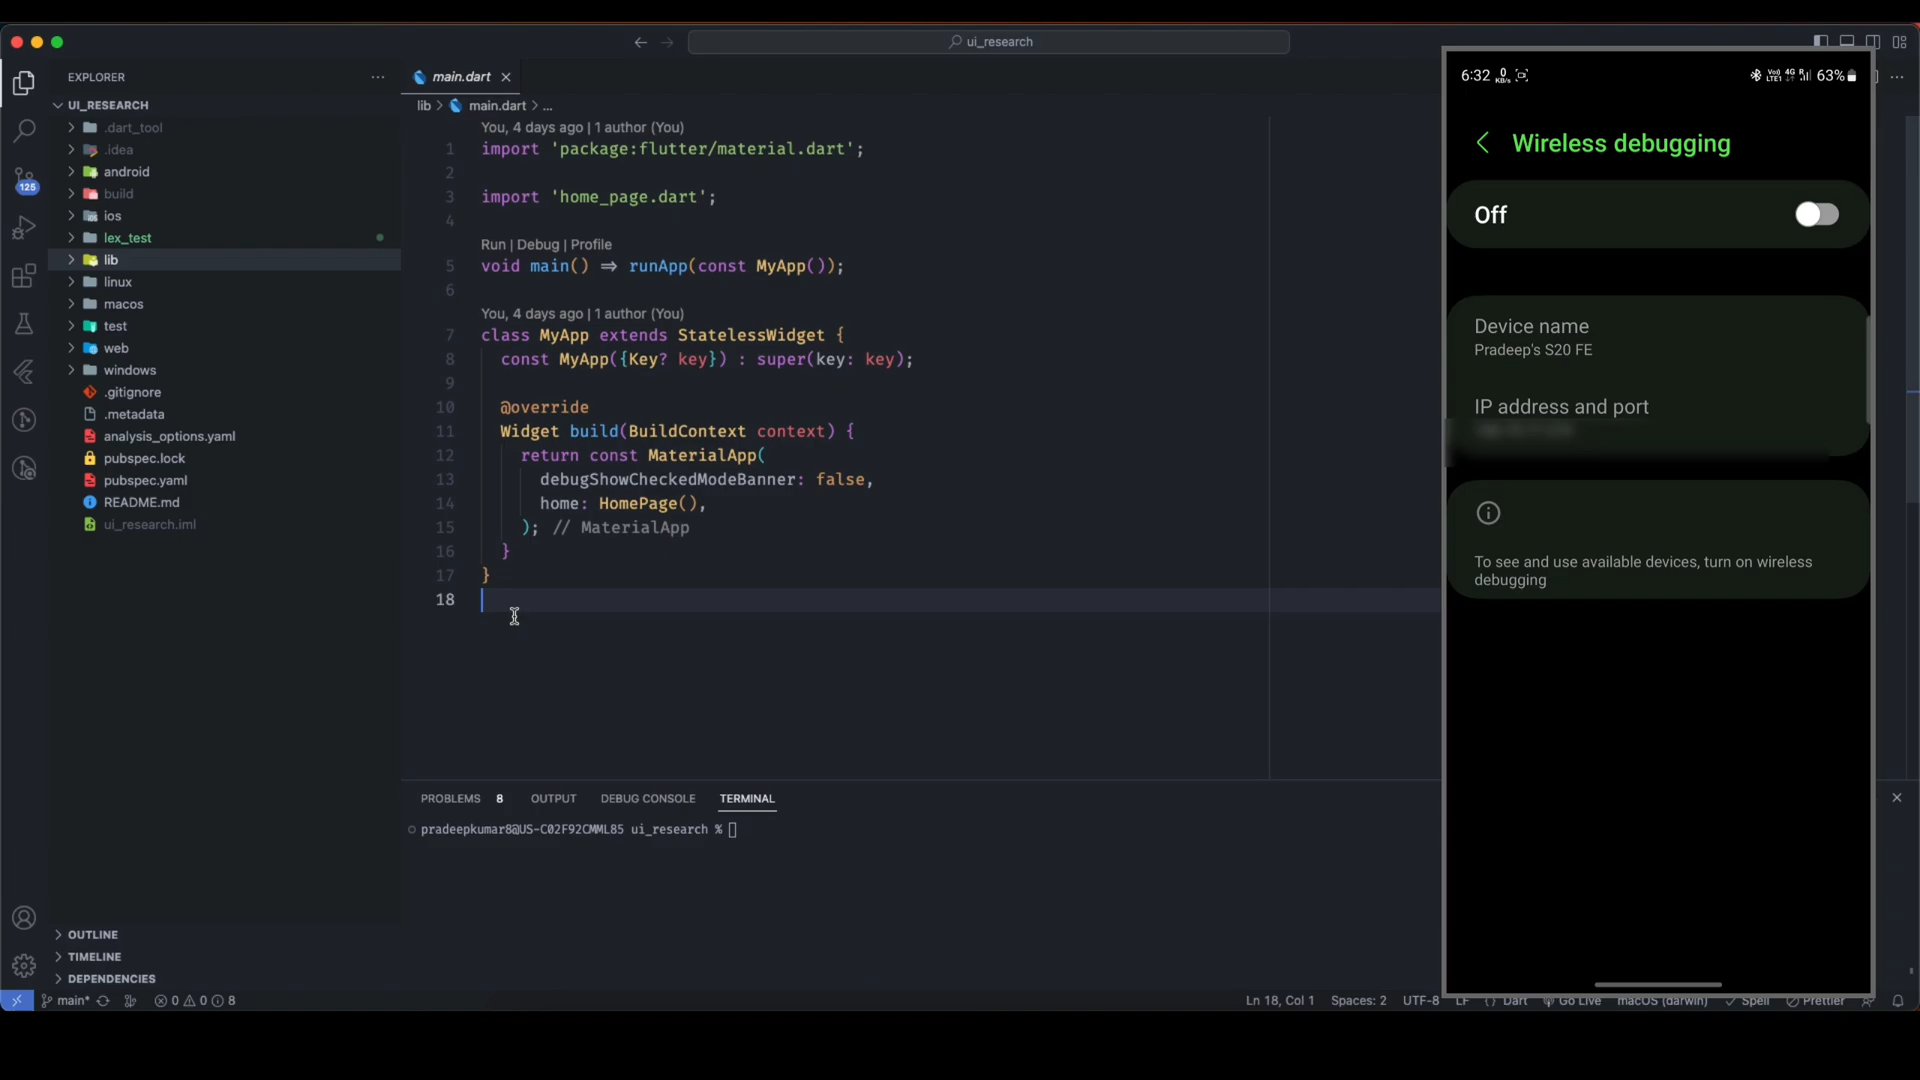 ui_research
EXPLORER
UI_RESEARCH
.dart_tool
.idea
android
build
ios
lex_test
lib
linux
macos
test
web
windows
.gitignore
.metadata
analysis_options.yaml
pubspec.lock
pubspec.yaml
README.md
ui_research.iml
125
OUTLINE
TIMELINE
DEPENDENCIES
main.dart
lib > main.dart > ...
You, 4 days ago | 1 author (You)
1 import 'package:flutter/material.dart';
2
3 import 'home_page.dart';
4
Run | Debug | Profile
5 void main() => runApp(const MyApp());
6
You, 4 days ago | 1 author (You)
7 class MyApp extends StatelessWidget {
8 const MyApp({Key? key}) : super(key: key);
9
10 @override
11 Widget build(BuildContext context) {
12 return const MaterialApp(
13 debugShowCheckedModeBanner: false,
14 home: HomePage(),
15 ); // MaterialApp
16 }
17 }
18
PROBLEMS 8 OUTPUT DEBUG CONSOLE TERMINAL
pradeepkumar8@US-C02F92CMML85 ui_research %
main* 0 0 8
Ln 18, Col 1 Spaces: 2 UTF-8 LF {} Dart Go Live macOS (darwin) Spell Prettier
6:32 0 KB/s 4G 63%
Wireless debugging
Off
Device name
Pradeep's S20 FE
IP address and port
To see and use available devices, turn on wireless
debugging